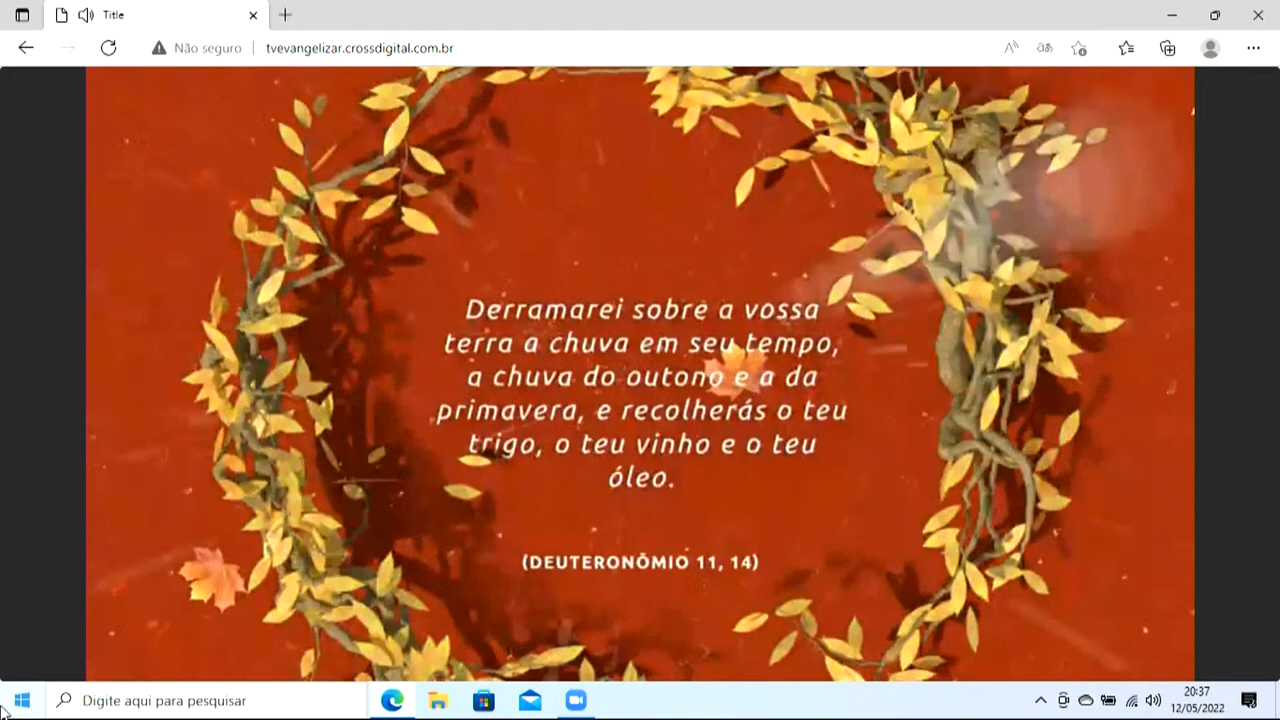 Title
Não seguro
tvevangelizar.crossdigital.com.br
Derramarei sobre a vossa
terra a chuva em seu tempo,
a chuva do outono e a da
primavera, e recolherás o teu
trigo, o teu vinho e o teu
óleo.
(DEUTERONÔMIO 11, 14)
Digite aqui para pesquisar
20:37
12/05/2022